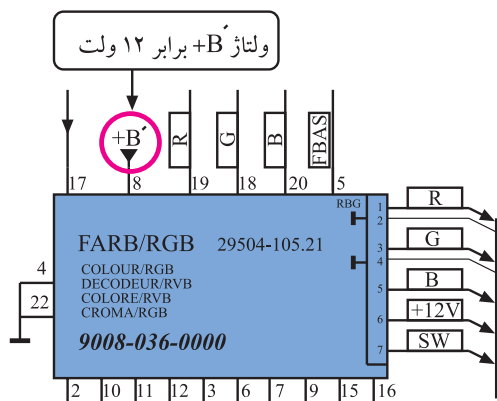 ولتاژ B´+ برابر ۱۲ ولت
+B´
R
G
B
FBAS
17
8
19
18
20
5
RBG
1
2
3
4
5
6
7
R
G
B
+12V
SW
FARB/RGB 29504-105.21
COLOUR/RGB
DECODEUR/RVB
COLORE/RVB
CROMA/RGB
9008-036-0000
4
22
2
10
11
12
3
6
7
9
15
16